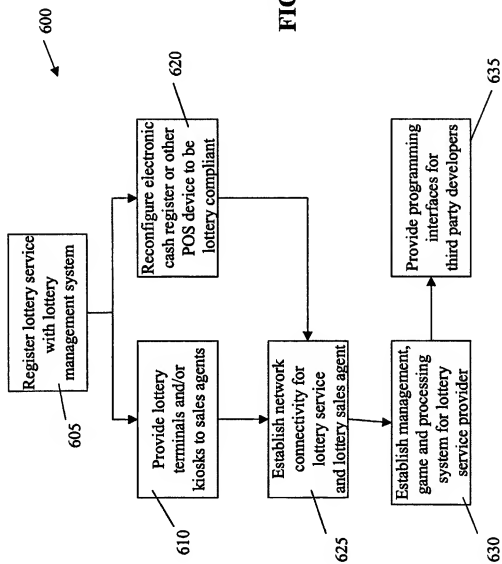 600
Register lottery service
with lottery
management system
605
Provide lottery
terminals and/or
kiosks to sales agents
610
Reconfigure electronic
cash register or other
POS device to be
lottery compliant
620
Establish network
connectivity for
lottery service
and lottery sales agent
625
Establish management,
game and processing
system for lottery
service provider
630
Provide programming
interfaces for
third party developers
635